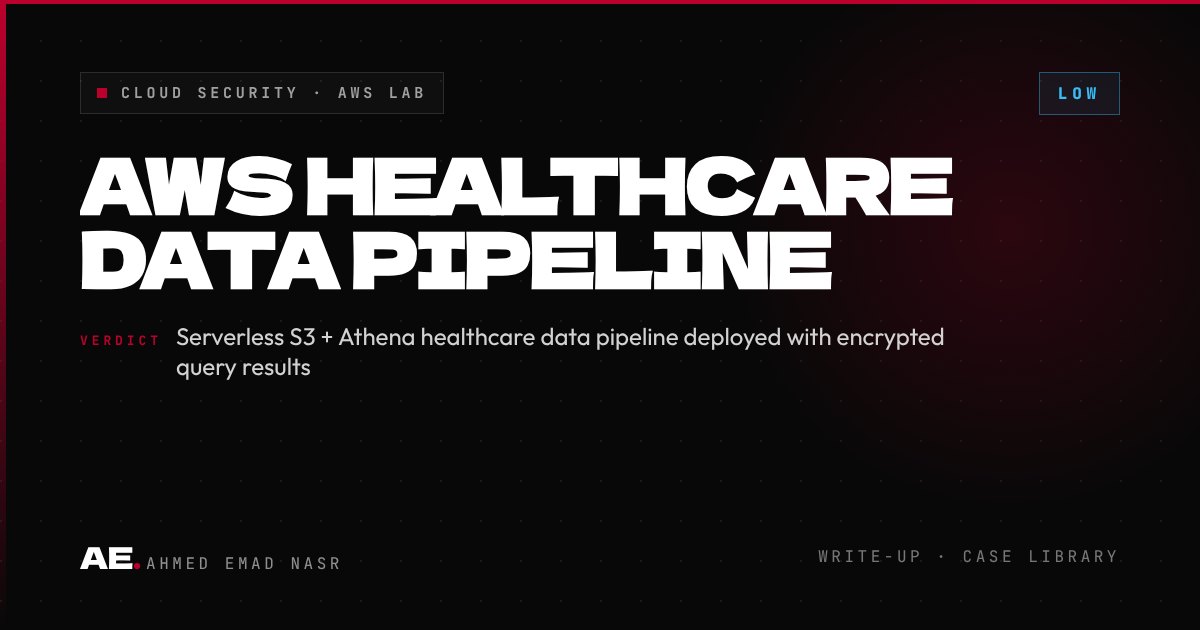 CLOUD SECURITY · AWS LAB
LOW
AWS HEALTHCARE
DATA PIPELINE
VERDICT Serverless S3 + Athena healthcare data pipeline deployed with encrypted
query results
AE. AHMED EMAD NASR
WRITE-UP · CASE LIBRARY